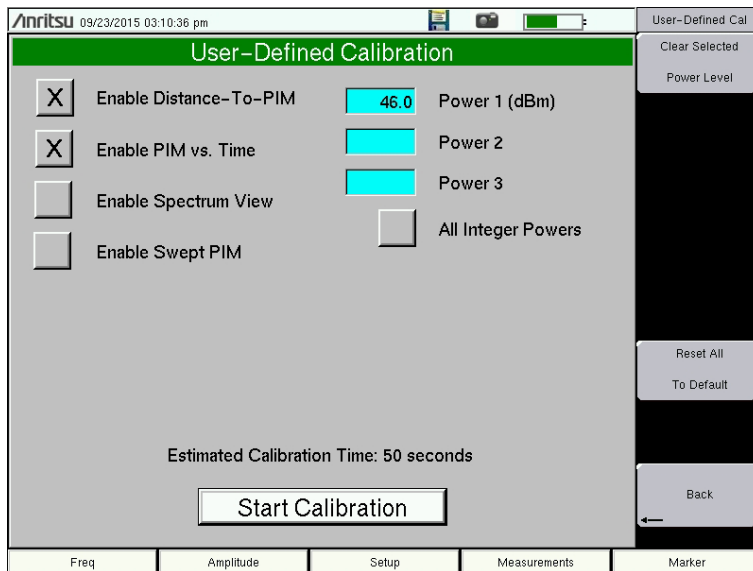 /Inritsu 09/23/2015 03:10:36 pm
User-Defined Cal
User-Defined Calibration
Clear Selected
Power Level
X Enable Distance-To-PIM
46.0 Power 1 (dBm)
X Enable PIM vs. Time
Power 2
Enable Spectrum View
Power 3
Enable Swept PIM
All Integer Powers
Reset All
To Default
Estimated Calibration Time: 50 seconds
Start Calibration
Back
Freq
Amplitude
Setup
Measurements
Marker